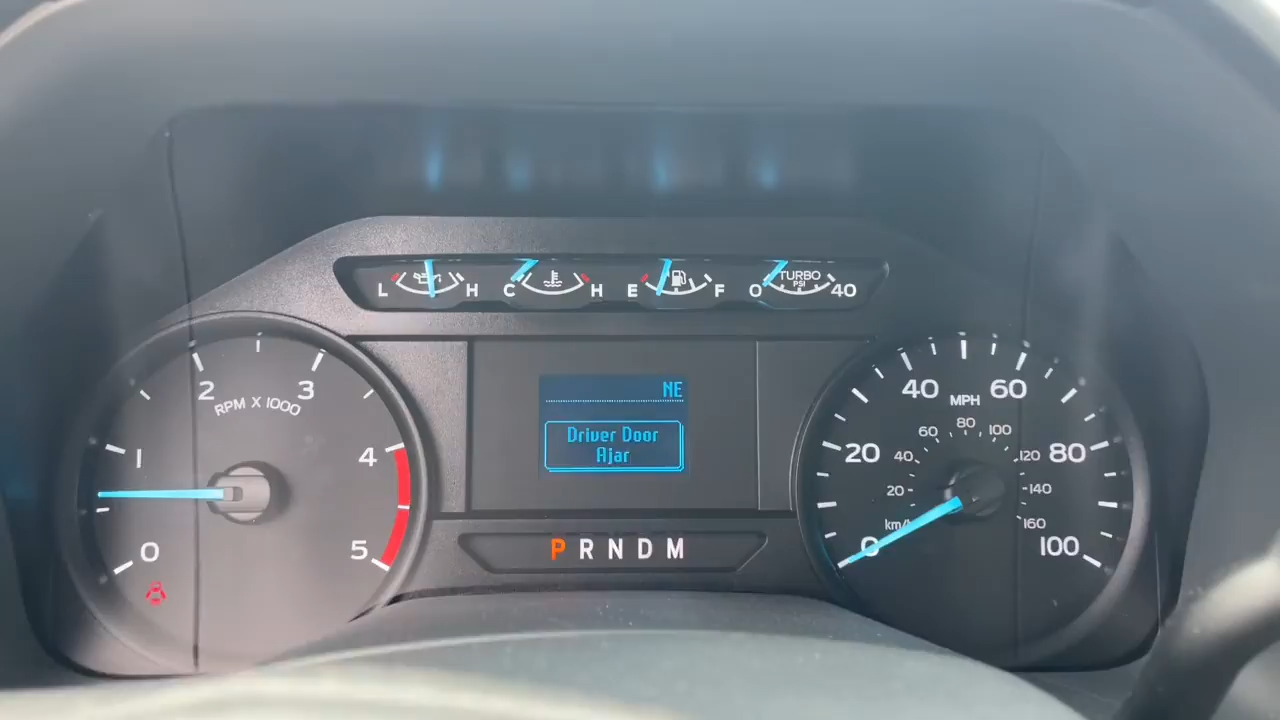 L H C H E F O TURBO PSI 40
NE
Driver Door
Ajar
0 1 2 3 4 5
RPM X 1000
P R N D M
0 20 40 60 80 100
MPH
km/h 20 40 60 80 100 120 140 160